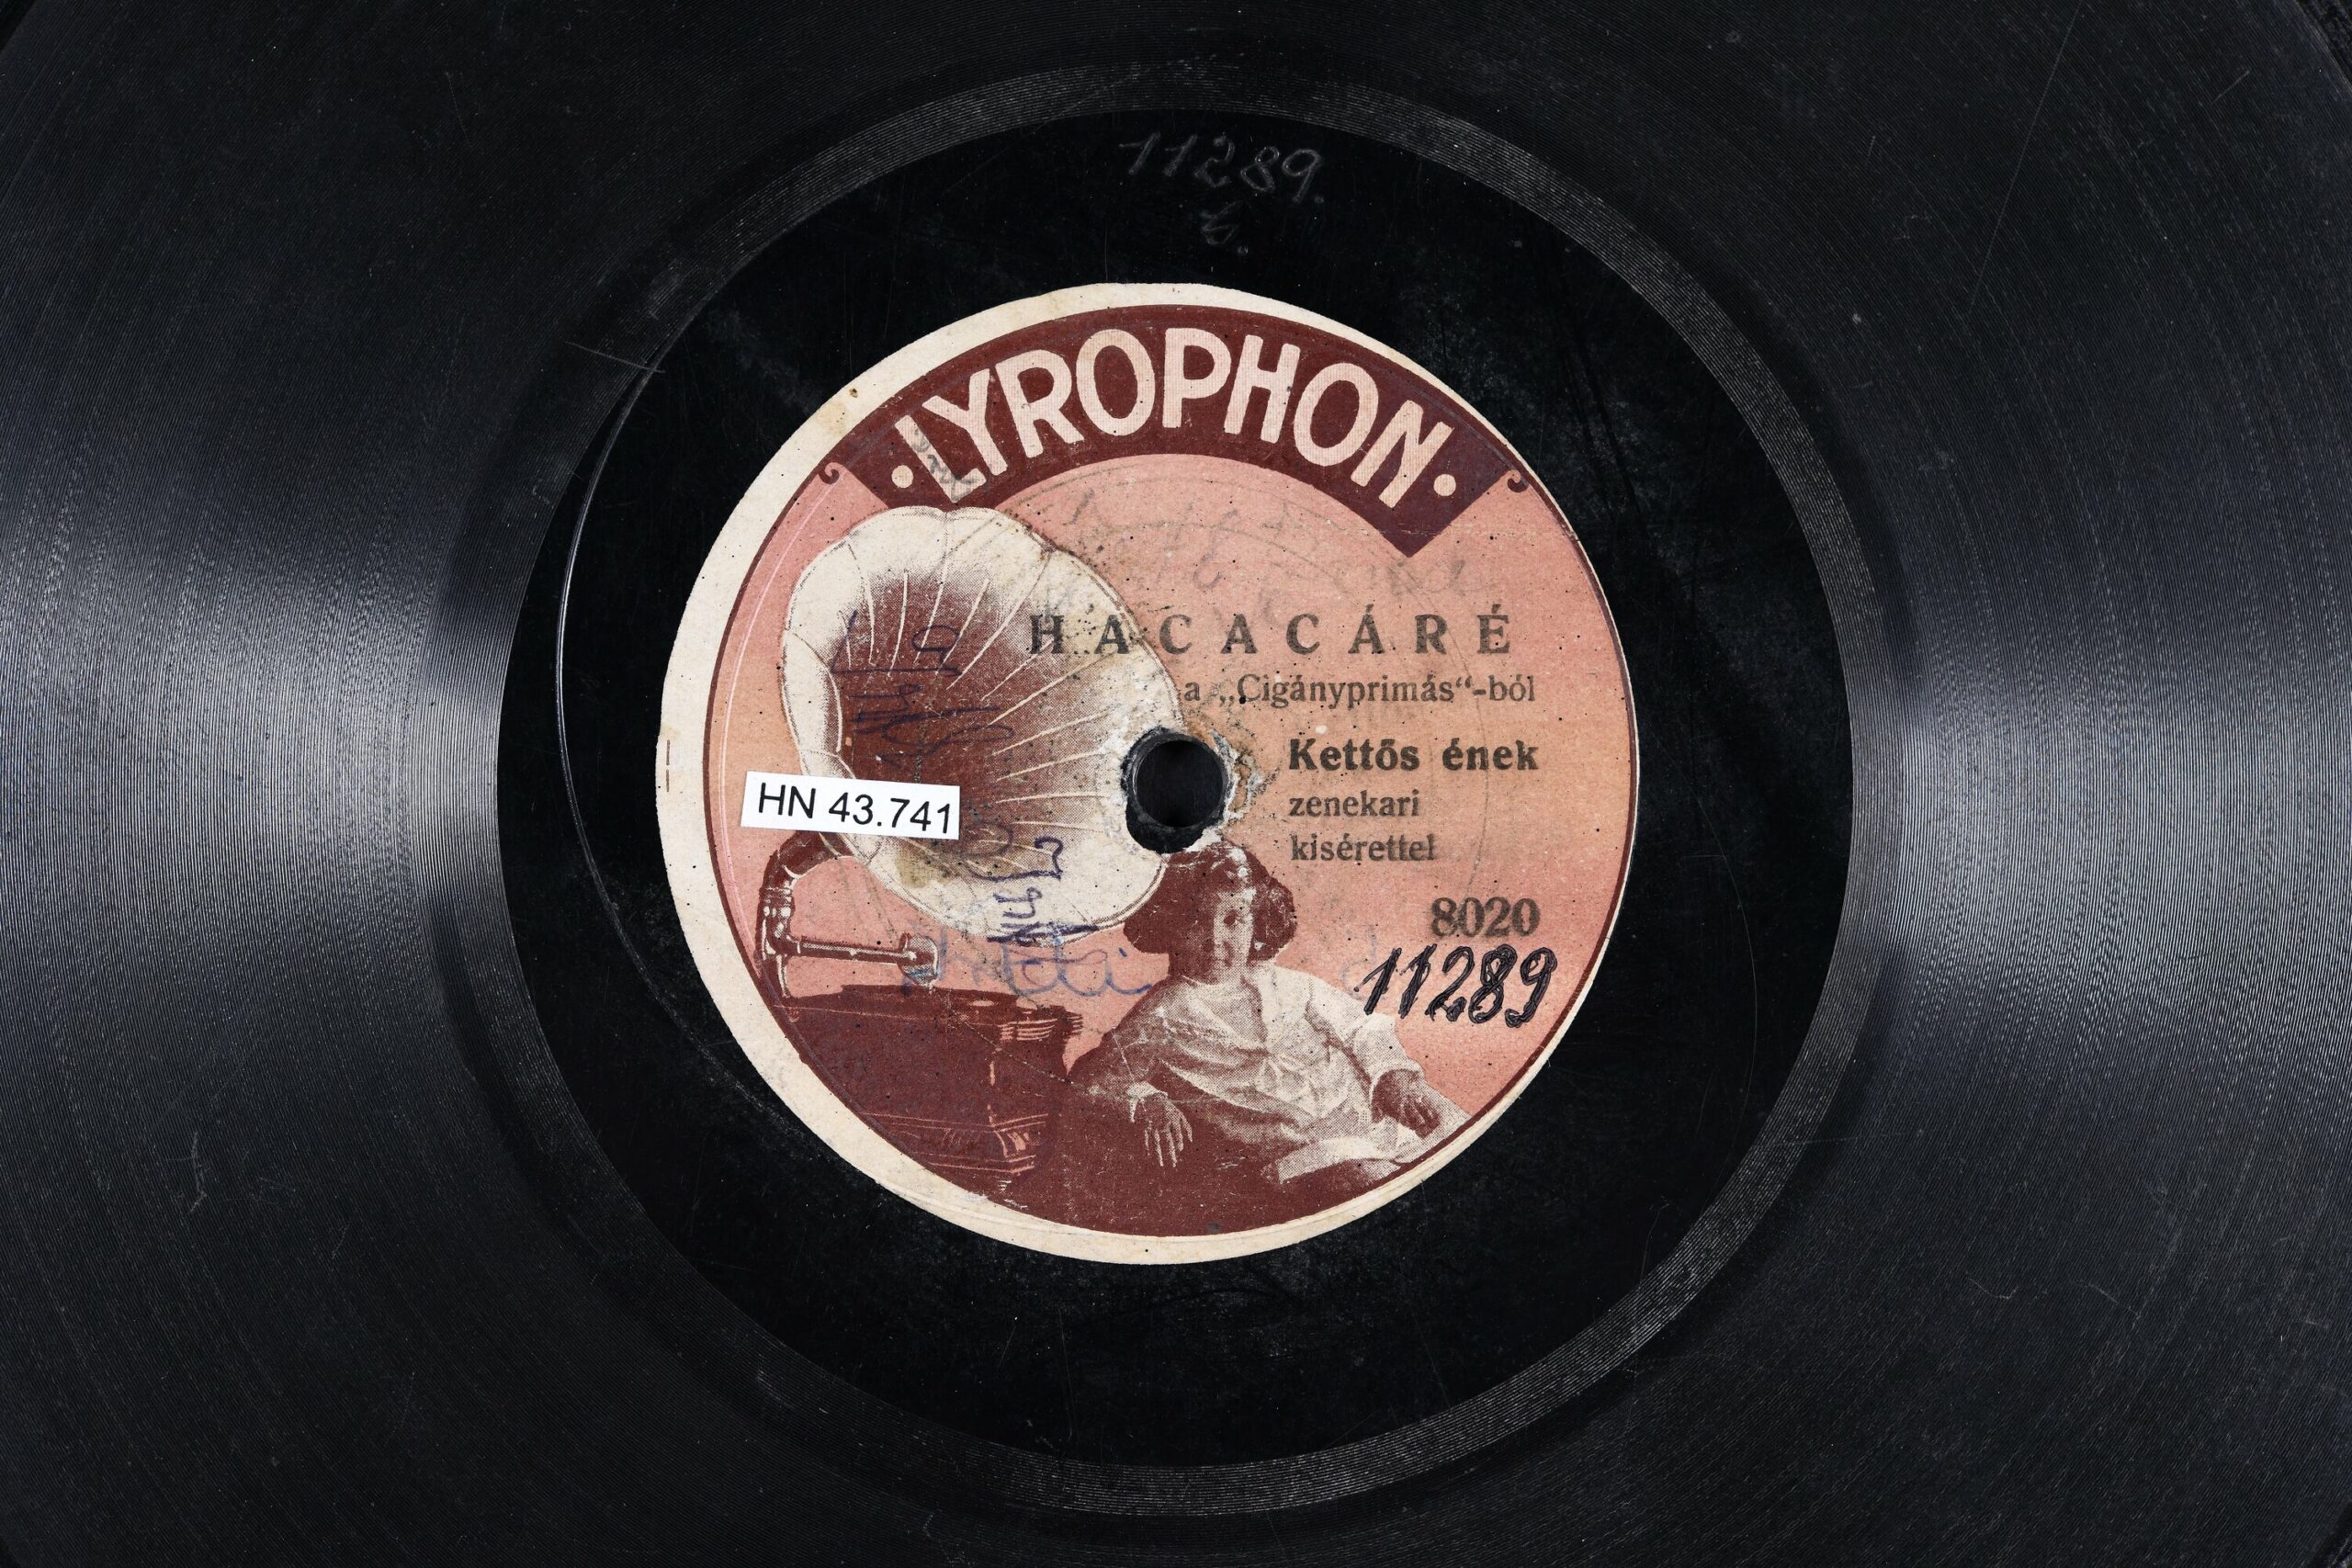 11289.
LYROPHON
HACACÁRÉ
a „Cigányprimás“-ból
Kettős ének
zenekari
kisérettel
HN 43.741
8020
11289